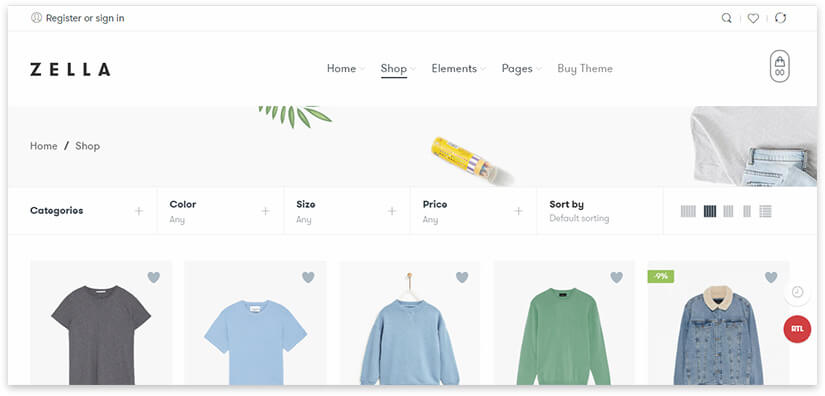 Register or sign in
ZELLA
Home
Shop
Elements
Pages
Buy Theme
00
Home / Shop
Categories
Color
Any
Size
Any
Price
Any
Sort by
Default sorting
-9%
RTL